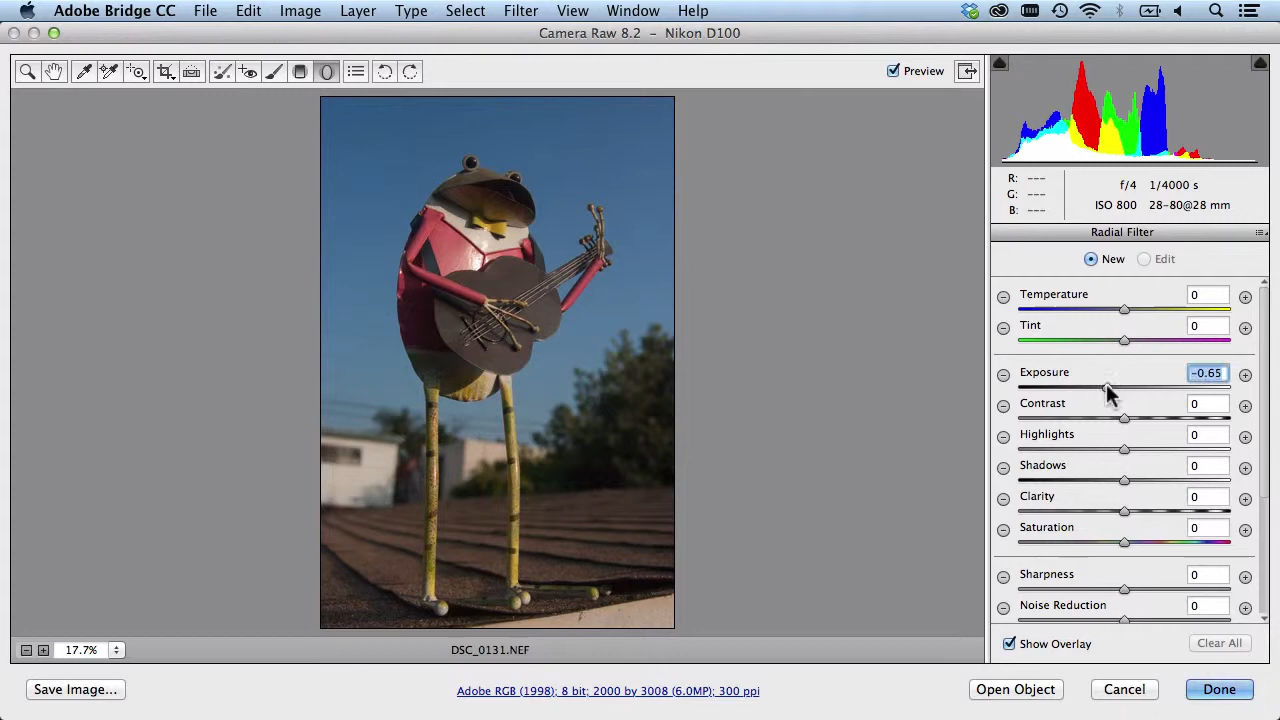 Adobe Bridge CC File Edit Image Layer Type Select Filter View Window Help
Camera Raw 8.2 – Nikon D100
Preview
R: ---
G: ---
B: ---
f/4 1/4000 s
ISO 800 28-80@28 mm
Radial Filter
New Edit
Temperature 0
Tint 0
Exposure -0.65
Contrast 0
Highlights 0
Shadows 0
Clarity 0
Saturation 0
Sharpness 0
Noise Reduction 0
Show Overlay Clear All
17.7% DSC_0131.NEF
Save Image... Adobe RGB (1998); 8 bit; 2000 by 3008 (6.0MP); 300 ppi Open Object Cancel Done